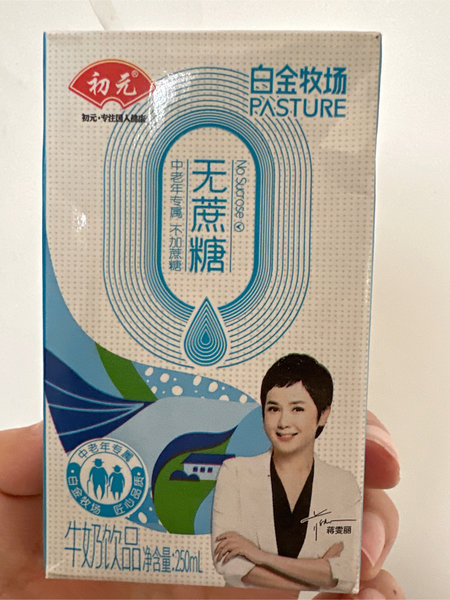 初元®
初元·专注国人健康
白金牧场
PASTURE
No Sucrose
无蔗糖
中老年专属 不加蔗糖
中老年专属
白金牧场 匠心品质
蒋雯丽
牛奶饮品 净含量:250mL